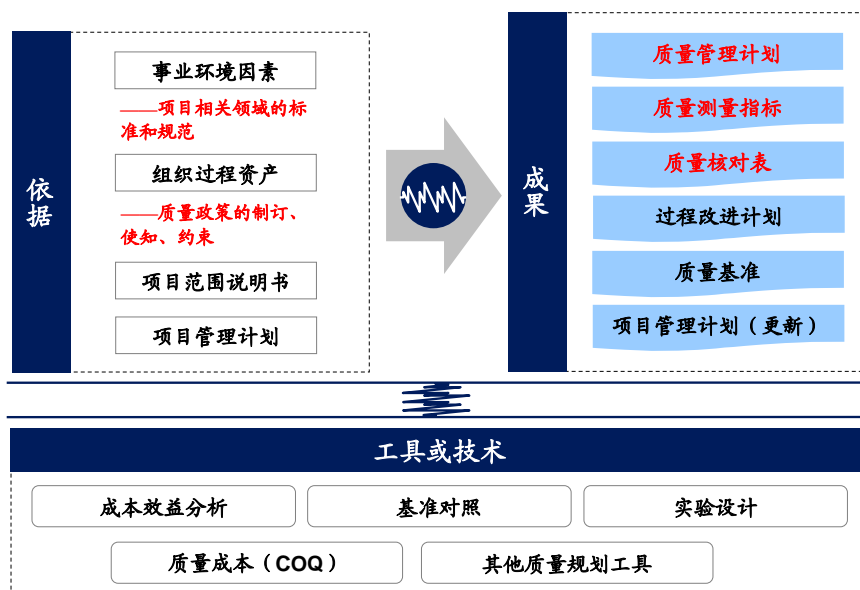 依据
事业环境因素
——项目相关领域的标
准和规范
组织过程资产
——质量政策的制订、
使知、约束
项目范围说明书
项目管理计划
成果
质量管理计划
质量测量指标
质量核对表
过程改进计划
质量基准
项目管理计划（更新）
工具或技术
成本效益分析
基准对照
实验设计
质量成本（COQ）
其他质量规划工具